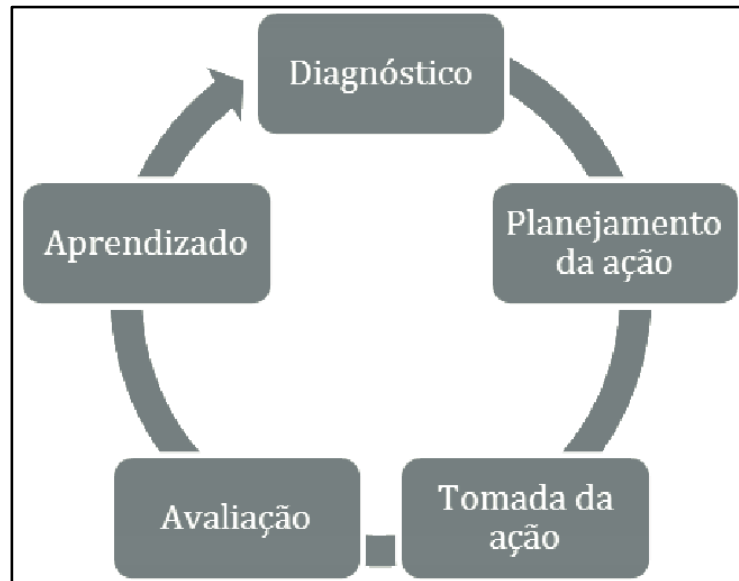 Diagnóstico
Planejamento
da ação
Tomada da
ação
Avaliação
Aprendizado